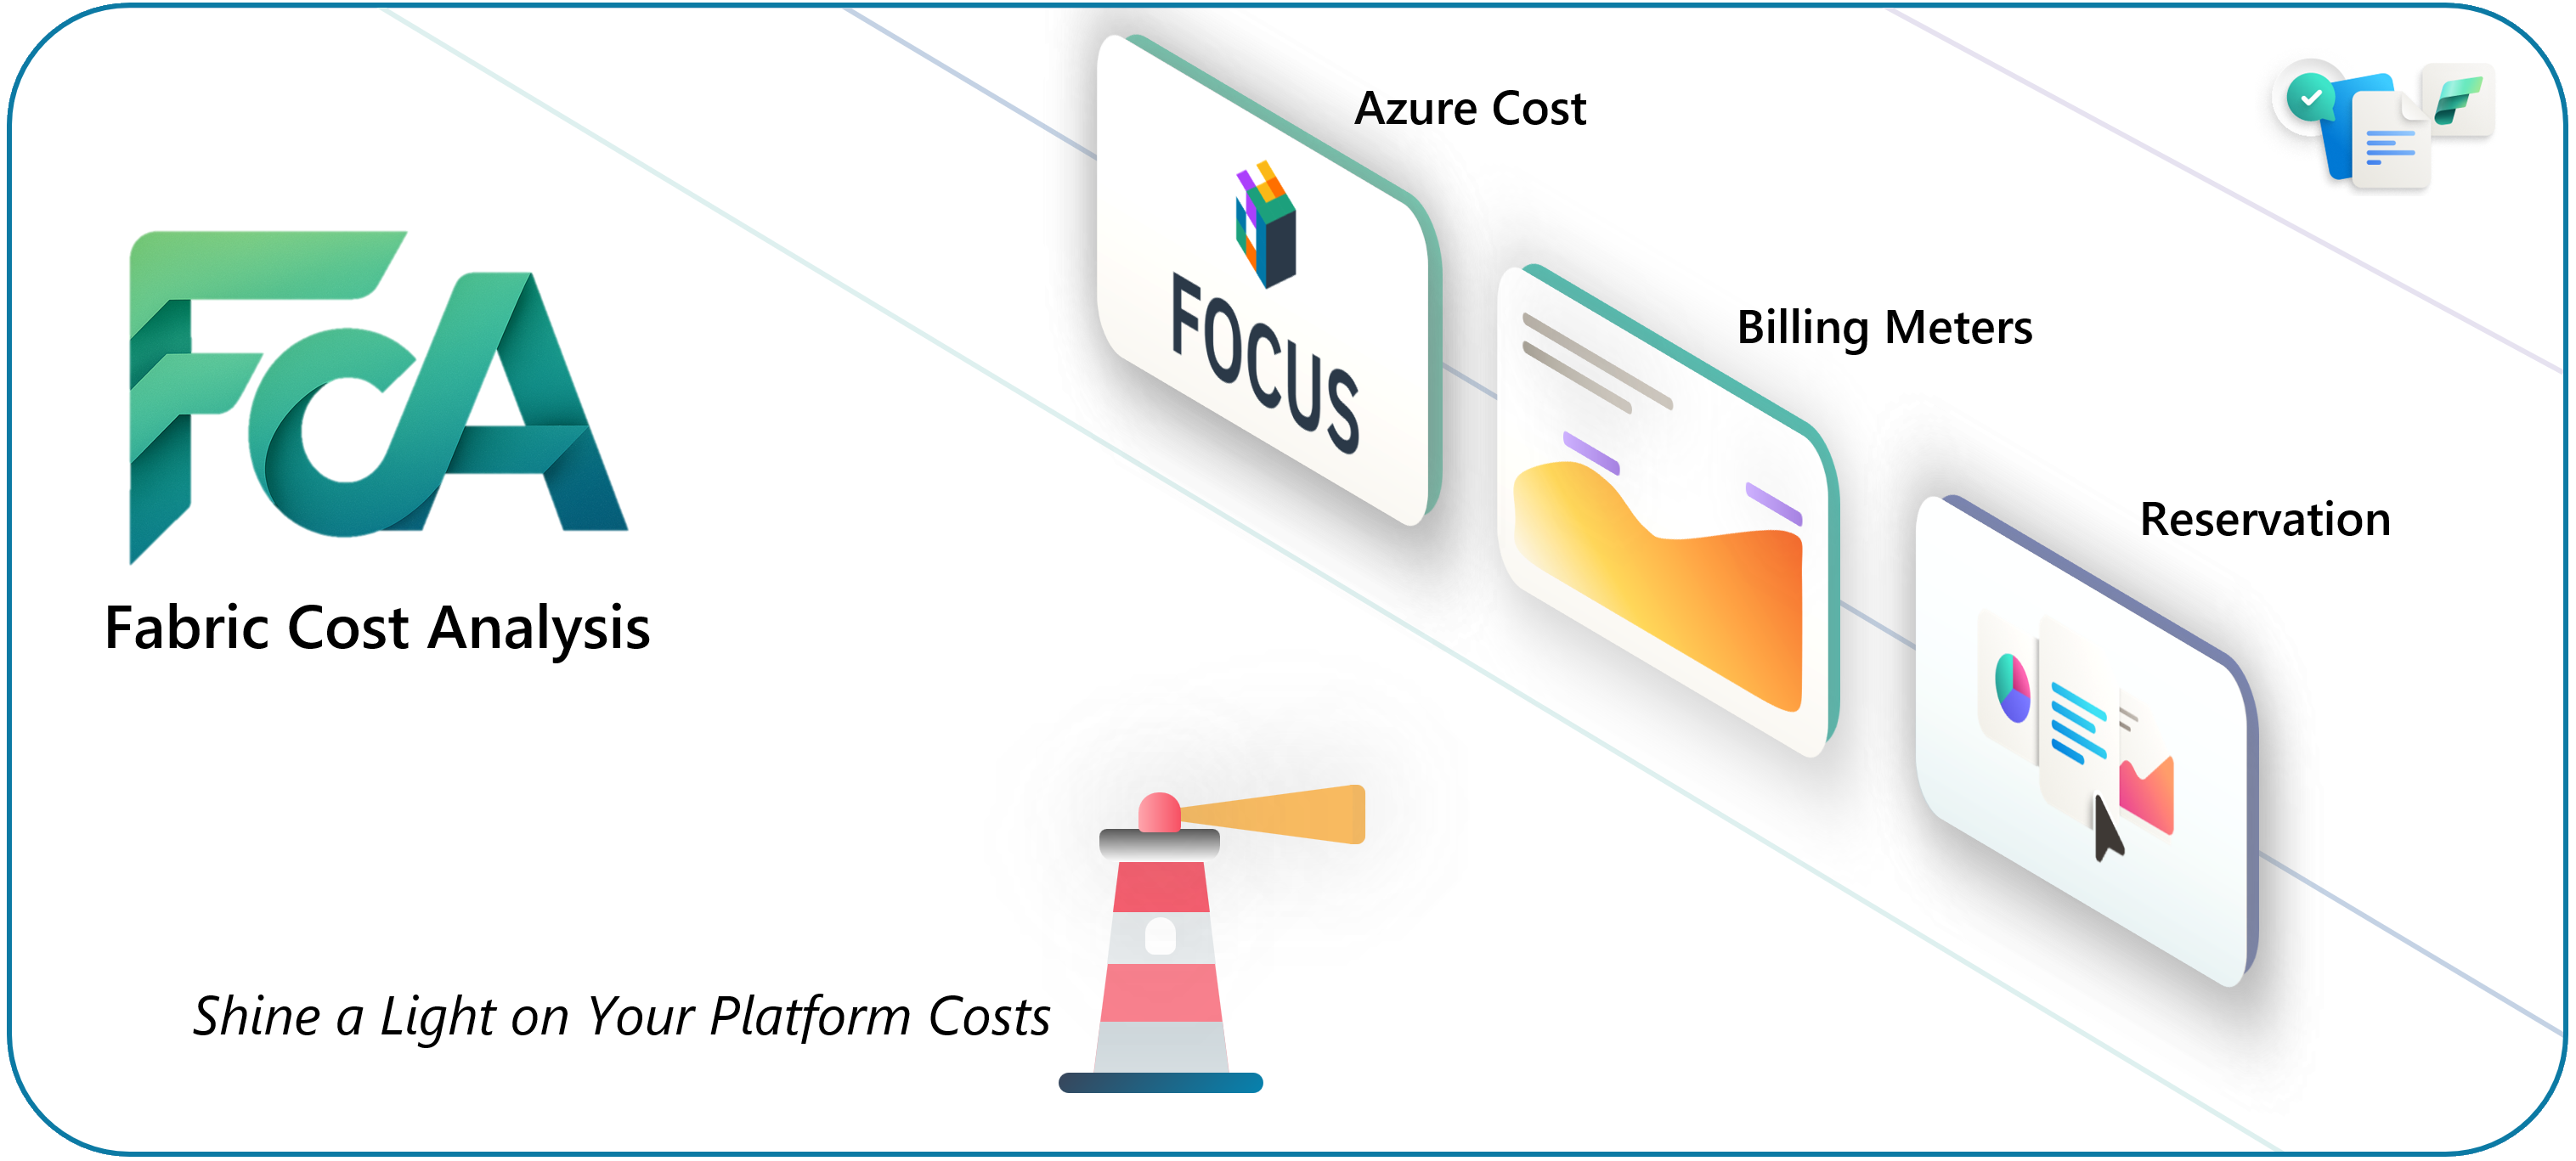 FCA
Fabric Cost Analysis
Shine a Light on Your Platform Costs
Azure Cost
FOCUS
Billing Meters
Reservation